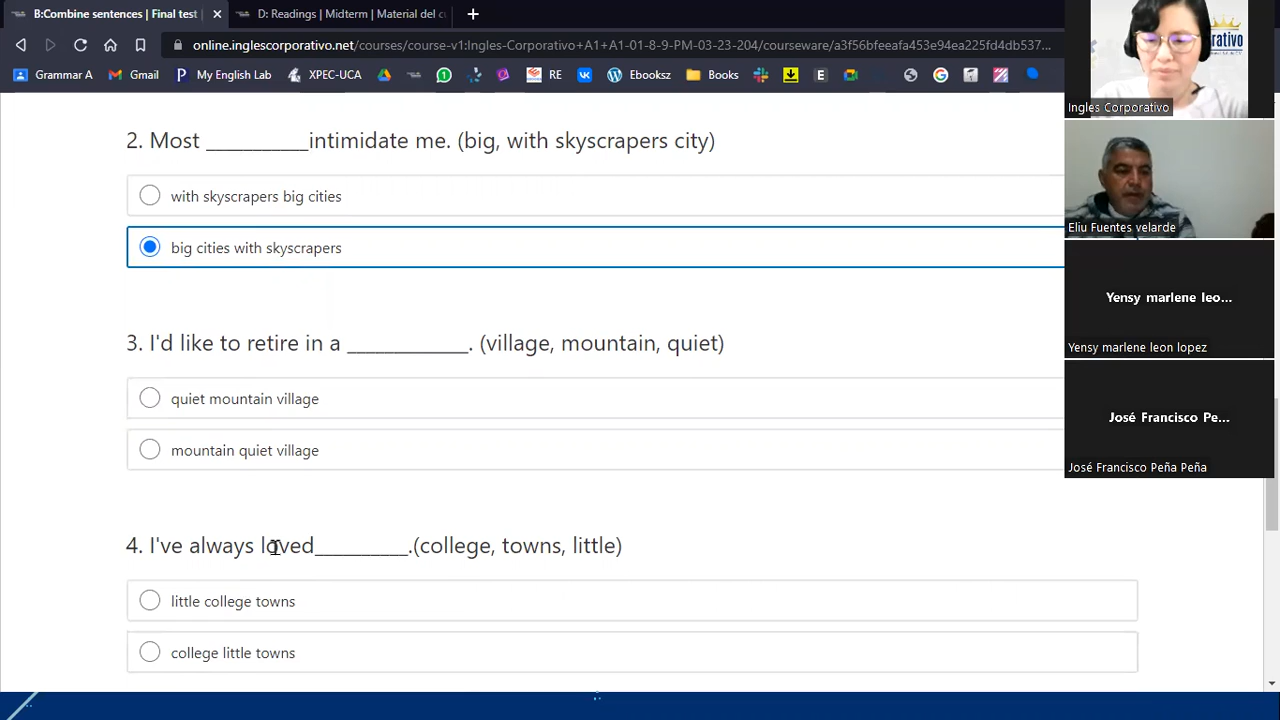 B:Combine sentences | Final test |
D: Readings | Midterm | Material del cu
online.inglescorporativo.net/courses/course-v1:Ingles-Corporativo+A1+A1-01-8-9-PM-03-23-204/courseware/a3f56bfeeafa453e94ea225fd4db537...
Grammar A
Gmail
My English Lab
XPEC-UCA
RE
WordPress
Ebooksz
Books
rativo
Ingles Corporativo
Eliu Fuentes velarde
Yensy marlene leo...
Yensy marlene leon lopez
José Francisco Pe...
José Francisco Peña Peña
2. Most __________intimidate me. (big, with skyscrapers city)
with skyscrapers big cities
big cities with skyscrapers
3. I'd like to retire in a ____________. (village, mountain, quiet)
quiet mountain village
mountain quiet village
4. I've always loved_________.(college, towns, little)
little college towns
college little towns